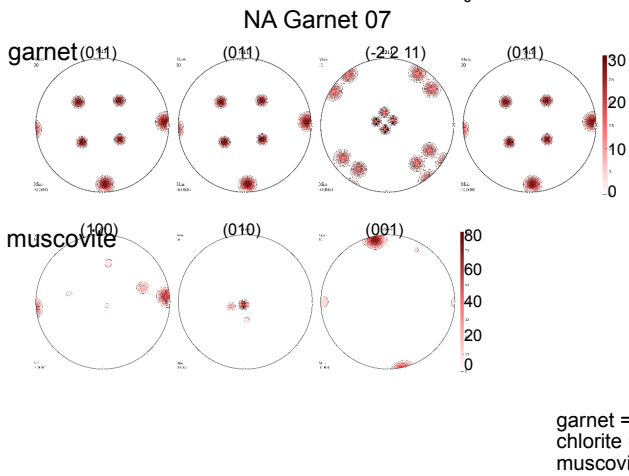 NA Garnet 07
garnet (011) (011) (-2 2 11) (011)
30
20
10
0
muscovite (100) (010) (001)
80
60
40
20
0
garnet =
chlorite
muscovi